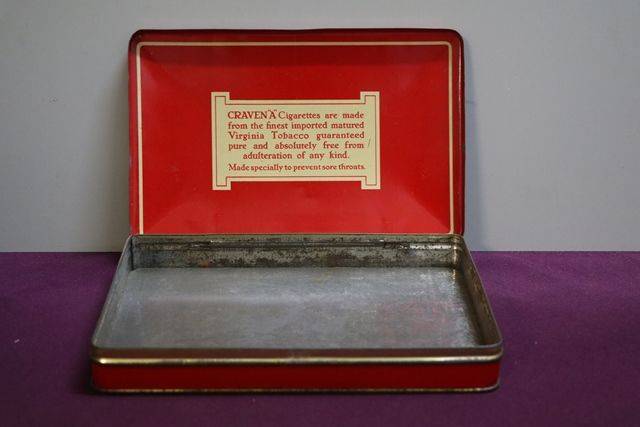 CRAVEN "A" Cigarettes are made
from the finest imported matured
Virginia Tobacco guaranteed
pure and absolutely free from
adulteration of any kind.
Made specially to prevent sore throats.